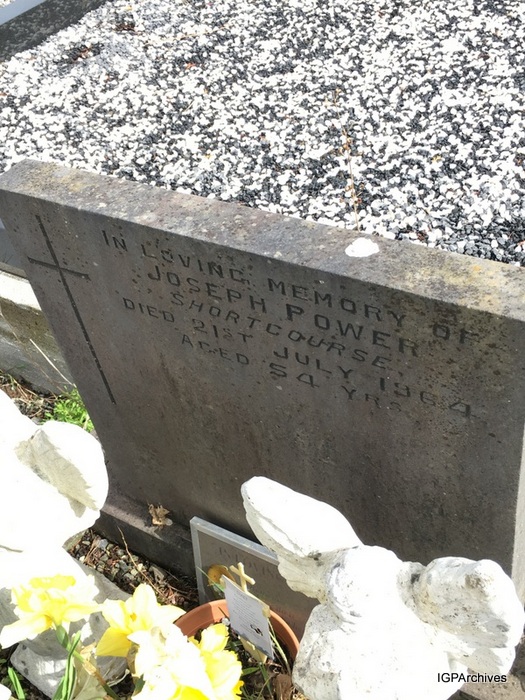 IN LOVING MEMORY OF
JOSEPH POWER
SHORTCOURSE,
DIED 21ST JULY 1964
AGED 54 YRS
IGPArchives